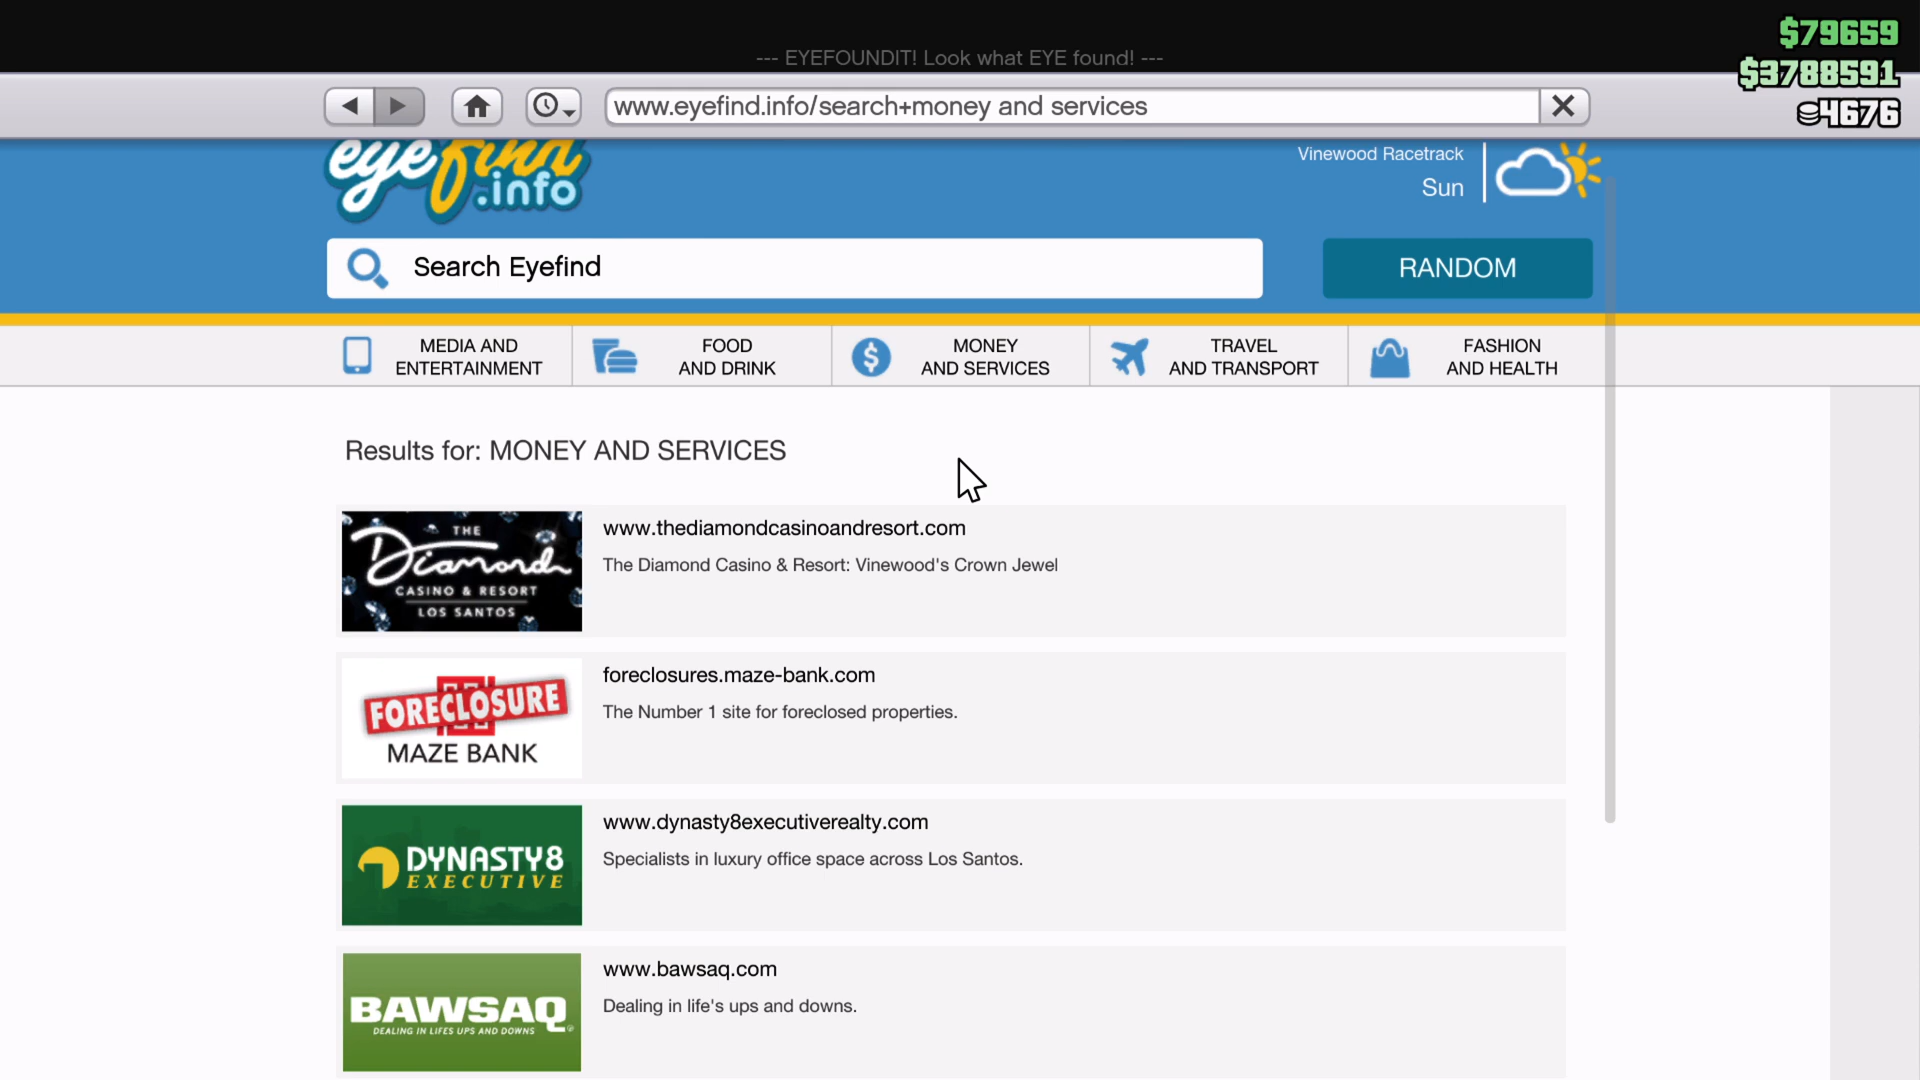 $79659
--- EYEFOUNDIT! Look what EYE found! ---
$3788591
www.eyefind.info/search+money and services
4676
eyefind
.info
Vinewood Racetrack
Sun
Search Eyefind
RANDOM
MEDIA AND
ENTERTAINMENT
FOOD
AND DRINK
MONEY
AND SERVICES
TRAVEL
AND TRANSPORT
FASHION
AND HEALTH
Results for: MONEY AND SERVICES
THE
Diamond
CASINO & RESORT
LOS SANTOS
www.thediamondcasinoandresort.com
The Diamond Casino & Resort: Vinewood's Crown Jewel
FORECLOSURE
MAZE BANK
foreclosures.maze-bank.com
The Number 1 site for foreclosed properties.
DYNASTY8
EXECUTIVE
www.dynasty8executiverealty.com
Specialists in luxury office space across Los Santos.
BAWSAQ
DEALING IN LIFES UPS AND DOWNS
www.bawsaq.com
Dealing in life's ups and downs.